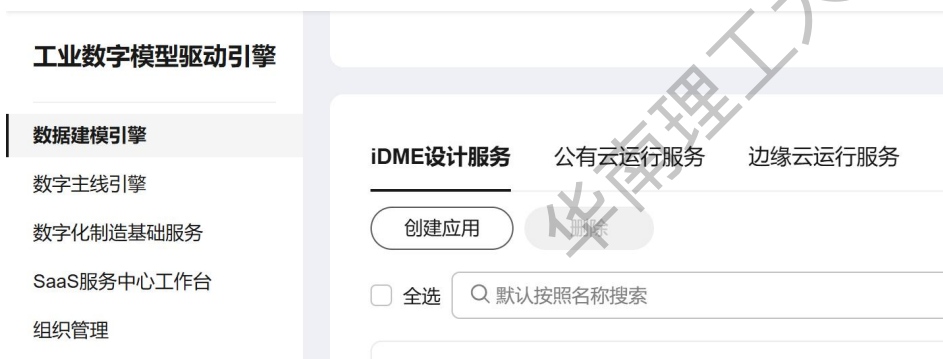 工业数字模型驱动引擎
数据建模引擎
数字主线引擎
数字化制造基础服务
SaaS服务中心工作台
组织管理
iDME设计服务 公有云运行服务 边缘云运行服务
创建应用 删除
全选 默认按照名称搜索
华南理工大